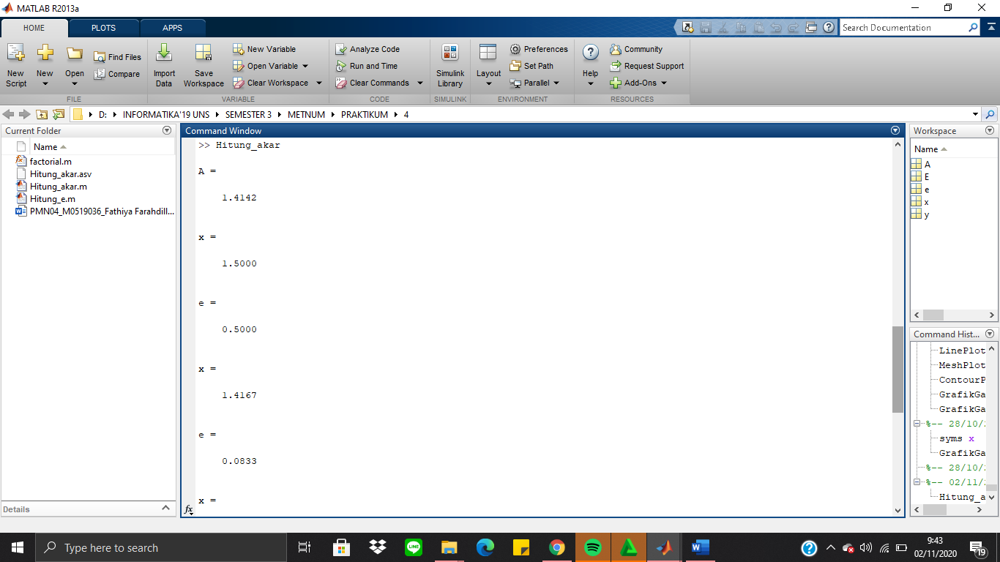 MATLAB R2013a
HOME PLOTS APPS
Search Documentation
New Script
New
Open
Find Files
Compare
FILE
Import Data
Save Workspace
New Variable
Open Variable
Clear Workspace
VARIABLE
Analyze Code
Run and Time
Clear Commands
CODE
Simulink Library
SIMULINK
Layout
Preferences
Set Path
Parallel
ENVIRONMENT
Help
Community
Request Support
Add-Ons
RESOURCES
D: INFORMATIKA'19 UNS SEMESTER 3 METNUM PRAKTIKUM 4
Current Folder
Name
factorial.m
Hitung_akar.asv
Hitung_akar.m
Hitung_e.m
PMN04_M0519036_Fathiya Farahdill...
Details
Command Window
>> Hitung_akar
A =
1.4142
x =
1.5000
e =
0.5000
x =
1.4167
e =
0.0833
x =
fx
Workspace
Name
A
E
e
x
y
Command Hist...
LinePlot
MeshPlot
ContourP
GrafikGa
GrafikGa
%-- 28/10/
syms x
GrafikGa
%-- 28/10/
%-- 02/11/
Hitung_a
Type here to search
LINE
9:43
02/11/2020
19